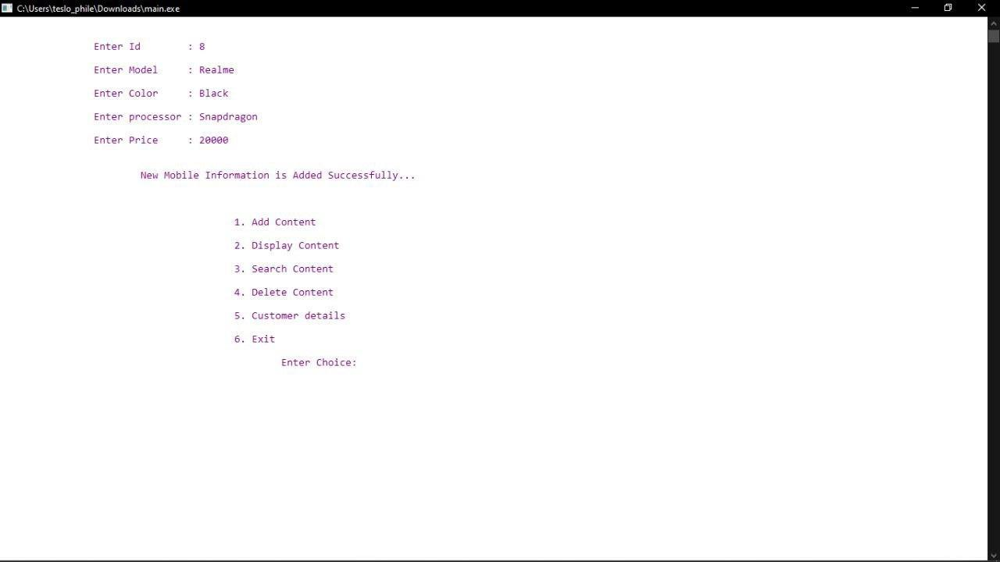 C:\Users\teslo_phile\Downloads\main.exe
Enter Id : 8
Enter Model : Realme
Enter Color : Black
Enter processor : Snapdragon
Enter Price : 20000
New Mobile Information is Added Successfully...
1. Add Content
2. Display Content
3. Search Content
4. Delete Content
5. Customer details
6. Exit
Enter Choice: